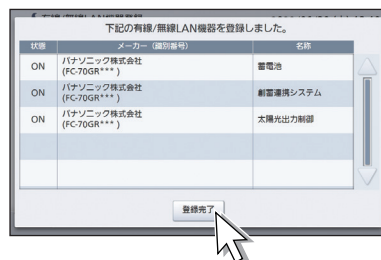 下記の有線/無線LAN機器を登録しました。
状態 メーカー（識別番号） 名称
ON パナソニック株式会社
(FC-70GR*** ) 蓄電池
ON パナソニック株式会社
(FC-70GR*** ) 創蓄連携システム
ON パナソニック株式会社
(FC-70GR*** ) 太陽光出力制御
登録完了